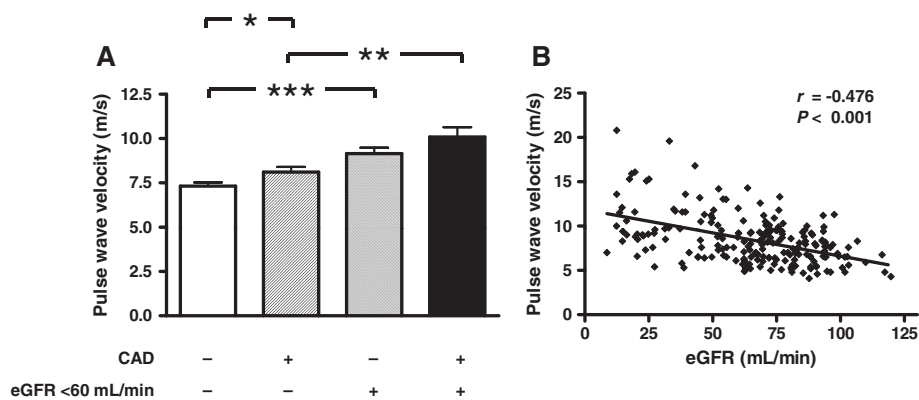 *
**
A
***
Pulse wave velocity (m/s)
12.5
10.0
7.5
5.0
2.5
0.0
CAD – + – +
eGFR <60 mL/min – – + +
B
r = -0.476
P < 0.001
Pulse wave velocity (m/s)
25
20
15
10
5
0
0 25 50 75 100 125
eGFR (mL/min)